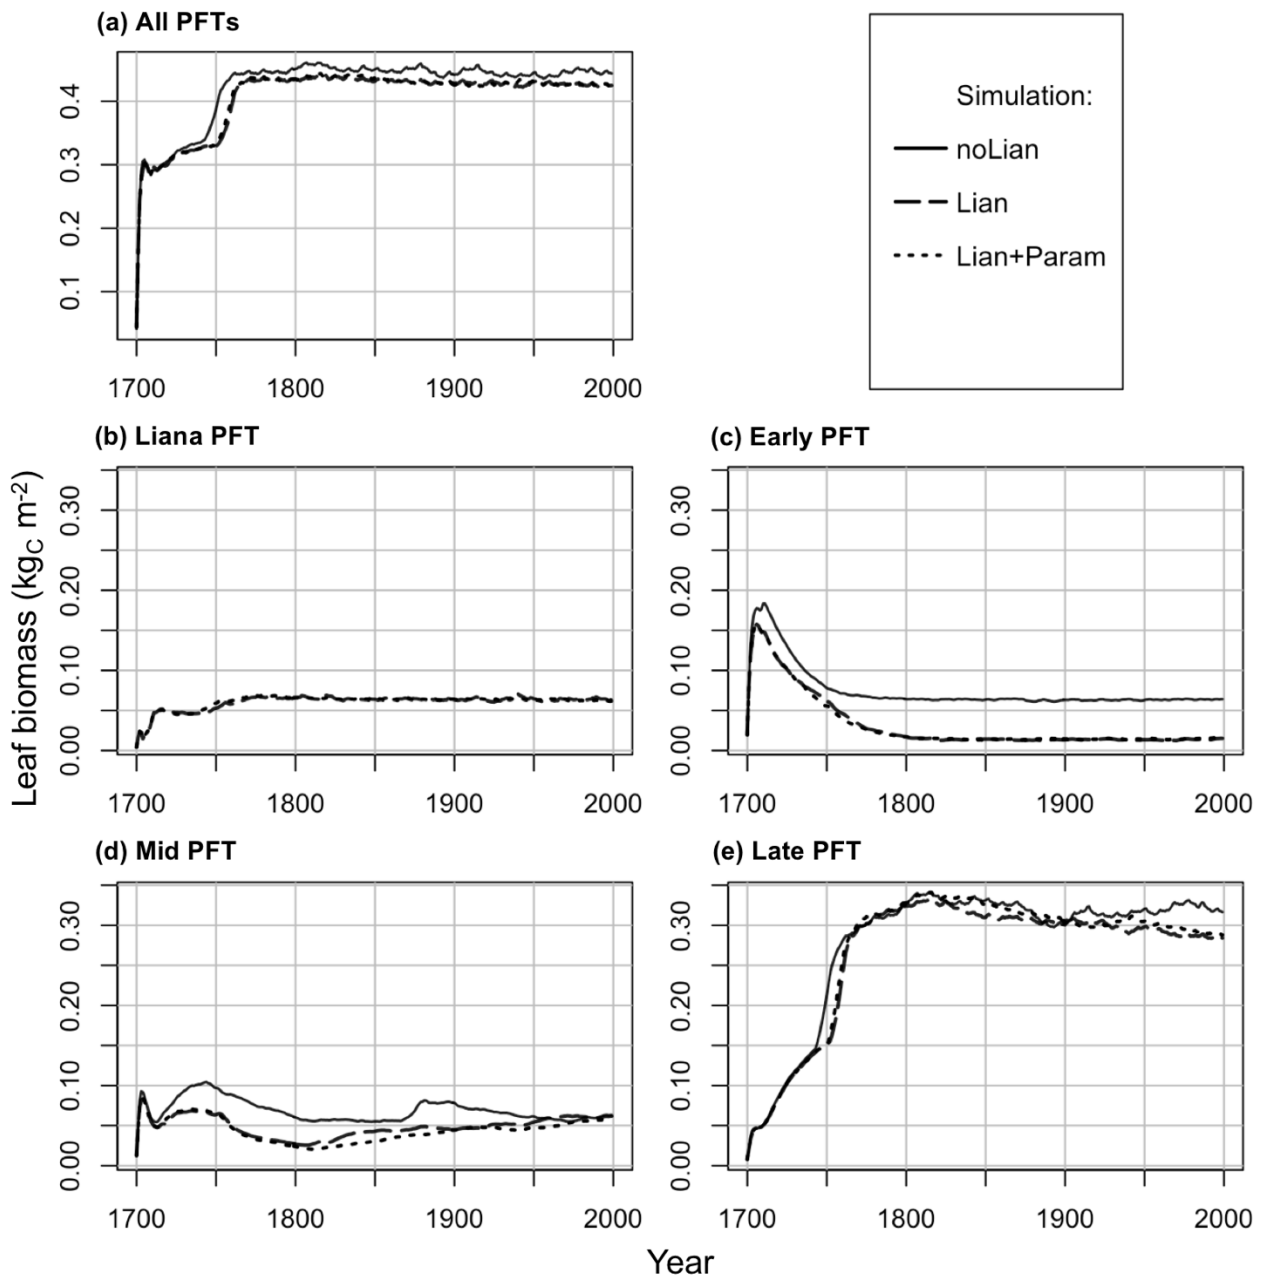 (a) All PFTs
0.4
0.3
0.2
0.1
1700 1800 1900 2000
Simulation:
noLian
Lian
Lian+Param
Leaf biomass (kgC m-2)
(b) Liana PFT
0.30
0.20
0.10
0.00
1700 1800 1900 2000
(c) Early PFT
0.30
0.20
0.10
0.00
1700 1800 1900 2000
(d) Mid PFT
0.30
0.20
0.10
0.00
1700 1800 1900 2000
(e) Late PFT
0.30
0.20
0.10
0.00
1700 1800 1900 2000
Year